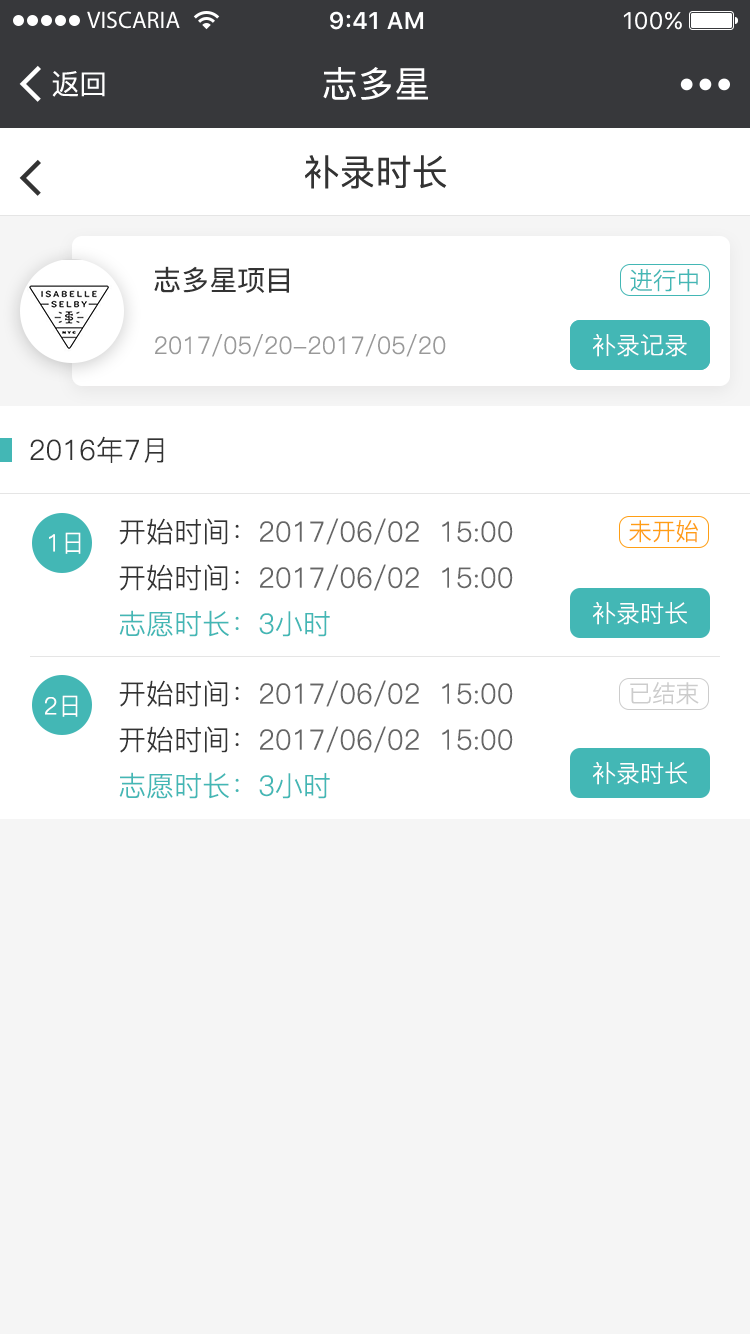 VISCARIA 9:41 AM 100%
返回 志多星
补录时长
ISABELLE
SELBY
NYC
志多星项目 进行中
2017/05/20-2017/05/20 补录记录
2016年7月
1日 开始时间：2017/06/02 15:00 未开始
开始时间：2017/06/02 15:00
志愿时长：3小时 补录时长
2日 开始时间：2017/06/02 15:00 已结束
开始时间：2017/06/02 15:00
志愿时长：3小时 补录时长